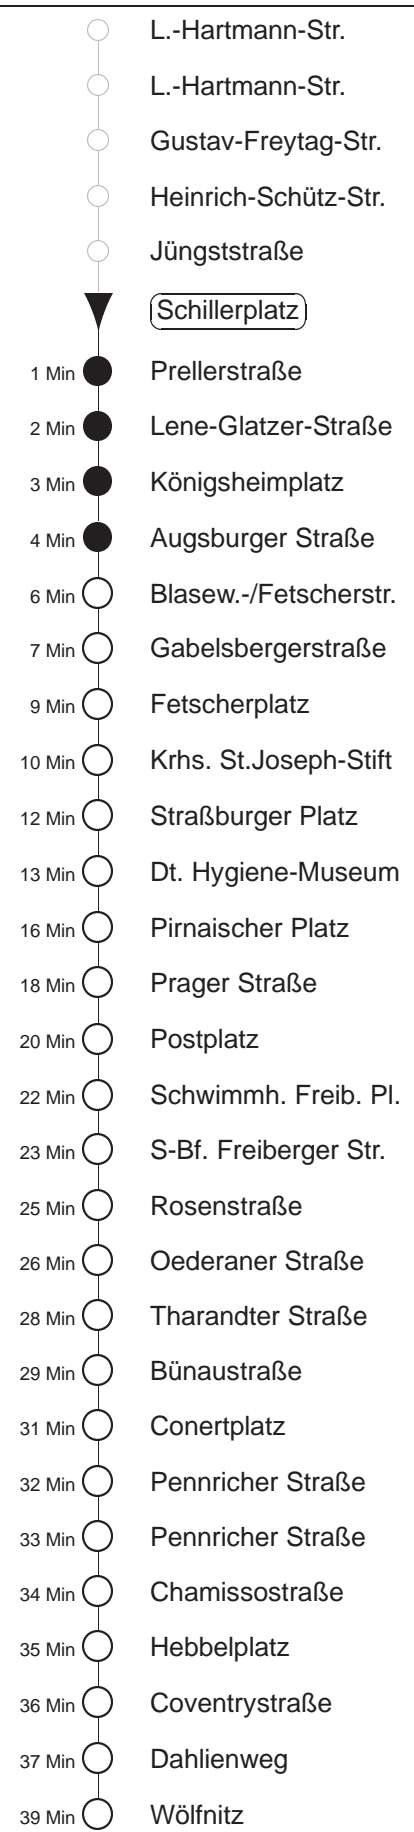 L.-Hartmann-Str.
L.-Hartmann-Str.
Gustav-Freytag-Str.
Heinrich-Schütz-Str.
Jüngststraße
Schillerplatz
1 Min Prellerstraße
2 Min Lene-Glatzer-Straße
3 Min Königsheimplatz
4 Min Augsburger Straße
6 Min Blasew.-/Fetscherstr.
7 Min Gabelsbergerstraße
9 Min Fetscherplatz
10 Min Krhs. St.Joseph-Stift
12 Min Straßburger Platz
13 Min Dt. Hygiene-Museum
16 Min Pirnaischer Platz
18 Min Prager Straße
20 Min Postplatz
22 Min Schwimmh. Freib. Pl.
23 Min S-Bf. Freiberger Str.
25 Min Rosenstraße
26 Min Oederaner Straße
28 Min Tharandter Straße
29 Min Bünaustraße
31 Min Conertplatz
32 Min Pennricher Straße
33 Min Pennricher Straße
34 Min Chamissostraße
35 Min Hebbelplatz
36 Min Coventrystraße
37 Min Dahlienweg
39 Min Wölfnitz